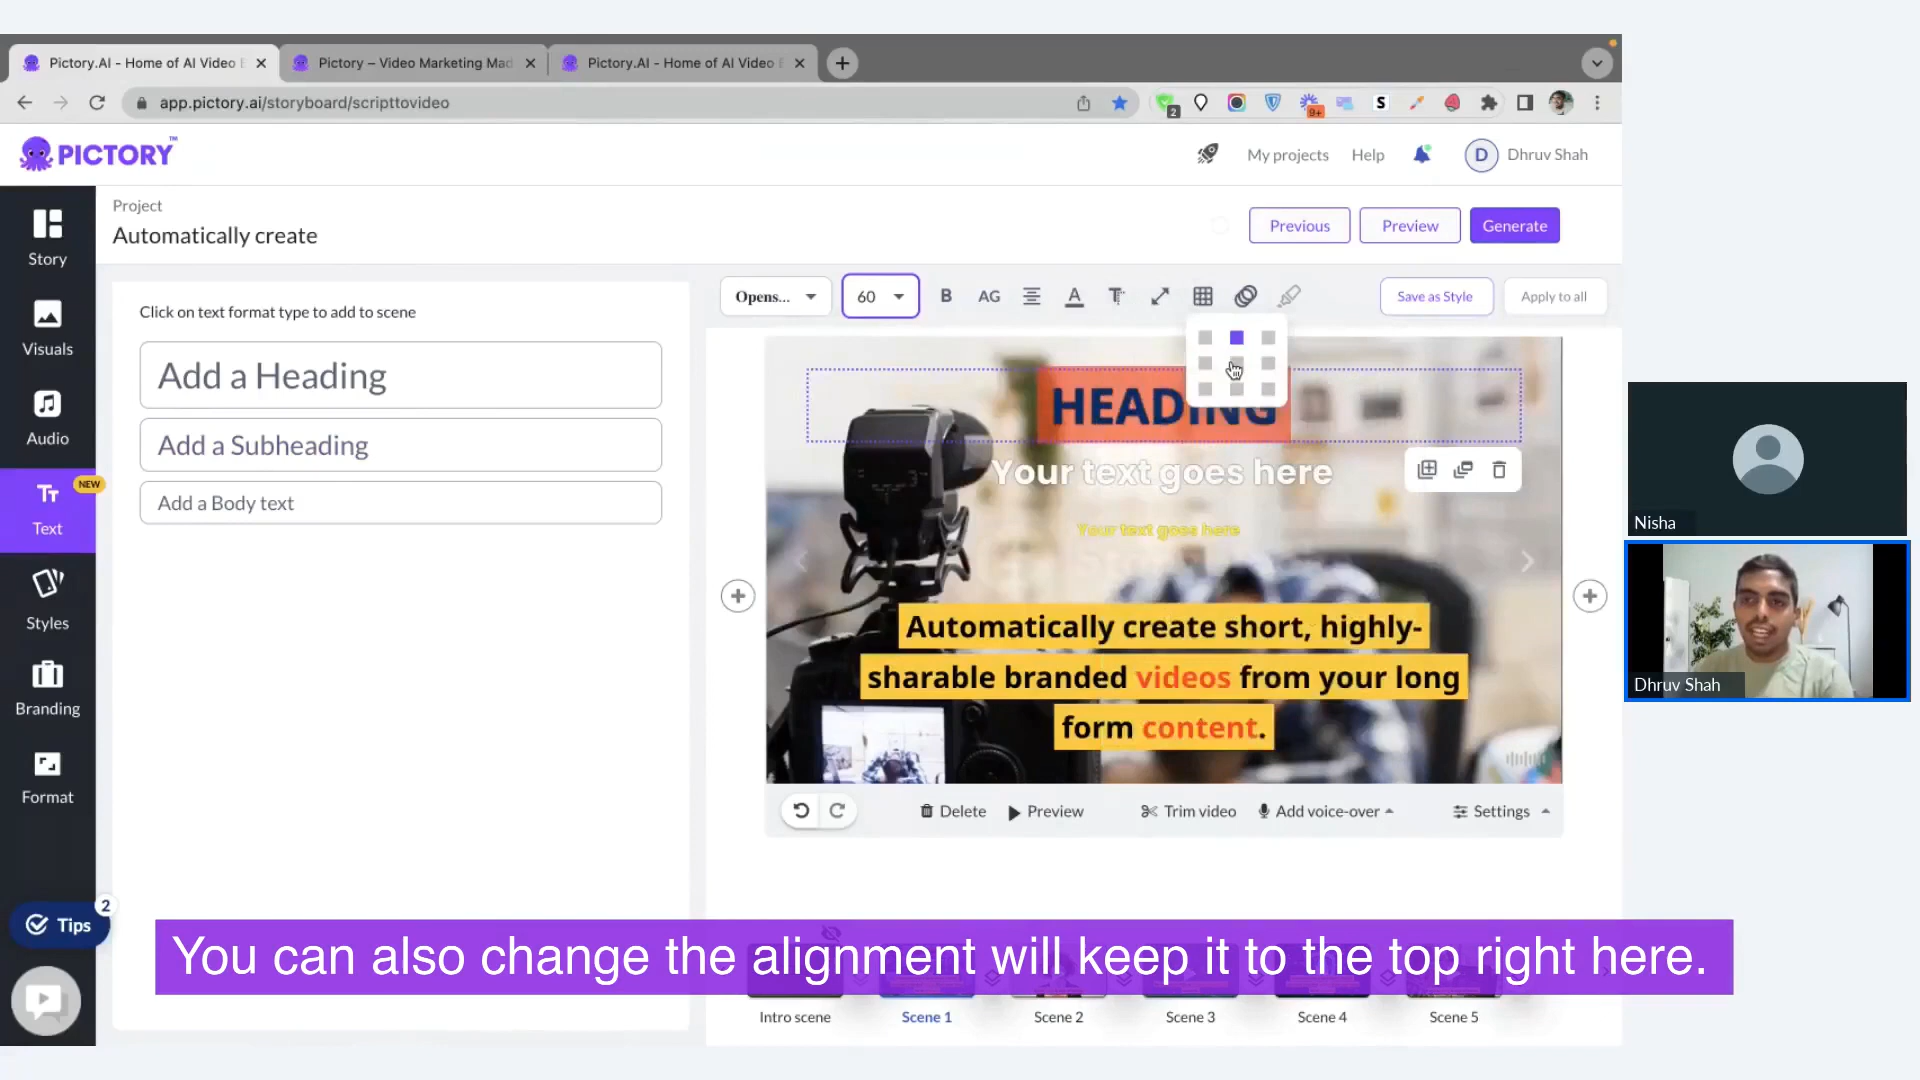 Pictory.AI - Home of AI Video E
Pictory – Video Marketing Mad
Pictory.AI - Home of AI Video E
app.pictory.ai/storyboard/scripttovideo
2
9+
S
PICTORY™
My projects
Help
D
Dhruv Shah
Story
Visuals
Audio
Text
NEW
Styles
Branding
Format
Tips
2
Project
Automatically create
Previous
Preview
Generate
Click on text format type to add to scene
Add a Heading
Add a Subheading
Add a Body text
Opens...
60
B
AG
Save as Style
Apply to all
HEADING
Your text goes here
Your text goes here
Automatically create short, highly-
sharable branded videos from your long
form content.
Delete
Preview
Trim video
Add voice-over
Settings
Nisha
Dhruv Shah
You can also change the alignment will keep it to the top right here.
Intro scene
Scene 1
Scene 2
Scene 3
Scene 4
Scene 5